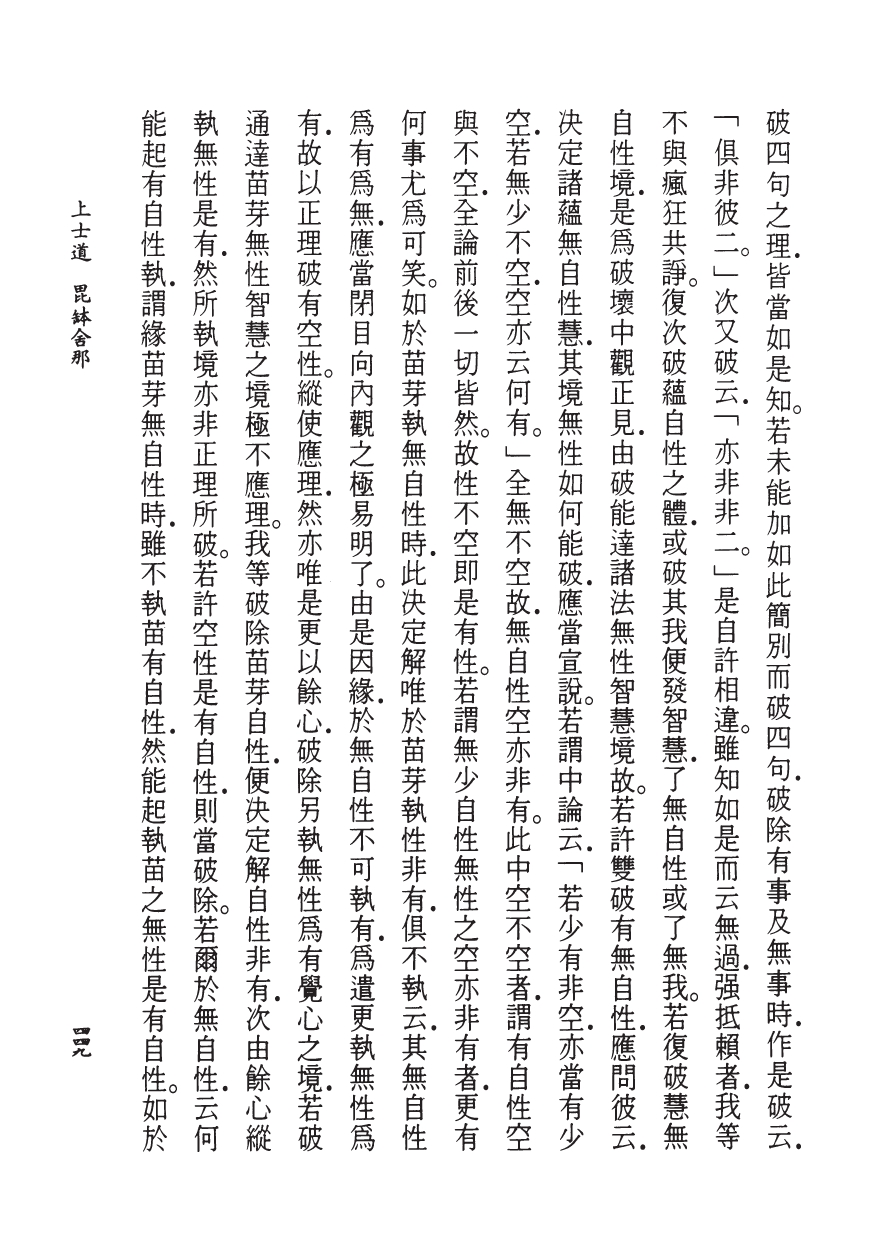 破四句之理．皆當如是知。若未能加如此簡別而破四句．破除有事及無事時．作是破云．
「俱非彼二。」次又破云．「亦非非二。」是自許相違。雖知如是而云無過．强抵賴者．我等
不與瘋狂共諍。復次破蘊自性之體．或破其我便發智慧．了無自性或了無我。若復破慧無
自性境．是爲破壞中觀正見．由破能達諸法無性智慧境故。若許雙破有無自性．應問彼云．
決定諸蘊無自性慧．其境無性如何能破．應當宣說。若謂中論云．「若少有非空．亦當有少
空．若無少不空．空亦云何有。」全無不空故．無自性空亦非有。此中空不空者．謂有自性空
與不空．全論前後一切皆然。故性不空即是有性。若謂無少自性無性之空亦非有者．更有
何事尤爲可笑。如於苗芽執無自性時．此決定解唯於苗芽執性非有．俱不執云．其無自性
爲有爲無．應當閉目向內觀之極易明了。由是因緣．於無自性不可執有．爲遣更執無性爲
有．故以正理破有空性。縱使應理．然亦唯是更以餘心．破除另執無性爲有覺心之境．若破
通達苗芽無性智慧之境極不應理。我等破除苗芽自性．便決定解自性非有．次由餘心縱
執無性是有．然所執境亦非正理所破。若許空性是有自性．則當破除。若爾於無自性．云何
能起有自性執．謂緣苗芽無自性時．雖不執苗有自性．然能起執苗之無性是有自性。如於
上士道　毘鉢舍那
四四九